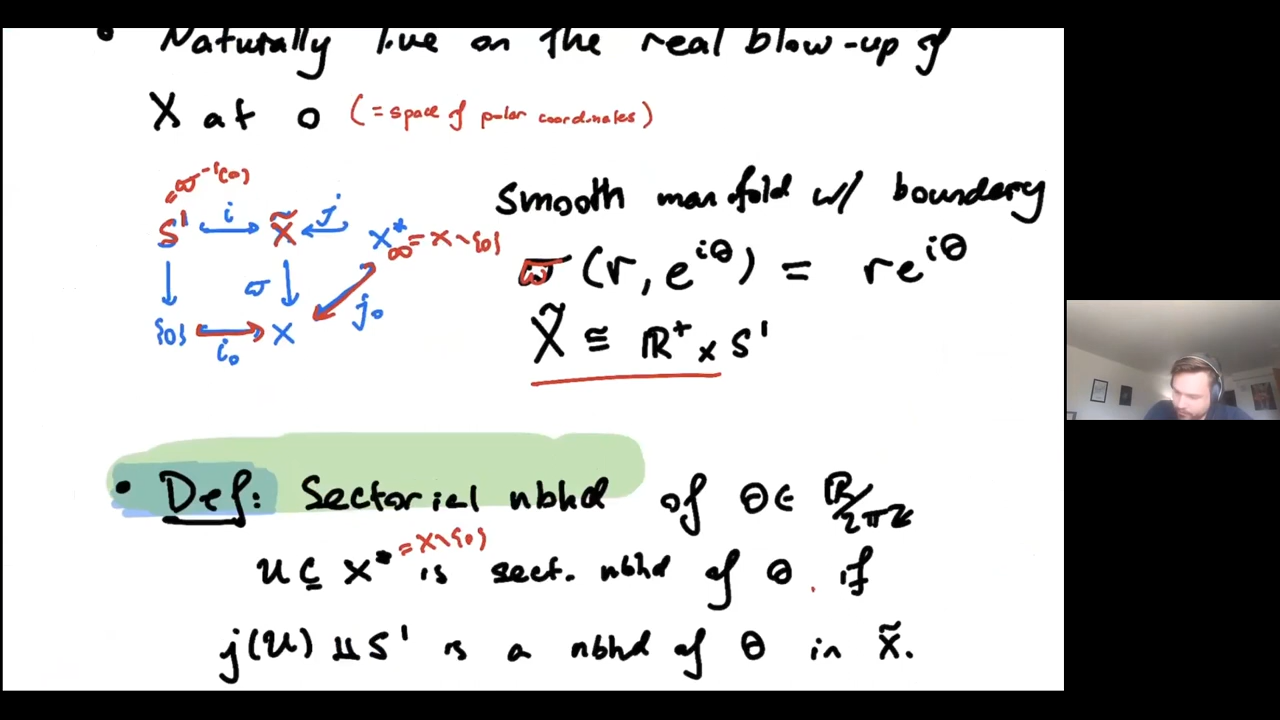 • Naturally live on the real blow-up of
X at 0 (= space of polar coordinates)
= ϖ⁻¹(0)
S¹ —i→ X̃ ←j— X* = X∖{0}
ϖ
j₀
{0} —i₀→ X
smooth manifold w/ boundary
ϖ (r, e^{iθ}) = re^{iθ}
X̃ ≅ ℝ⁺ × S¹
• Def: Sectorial nbhd of θ ∈ ℝ/2πℤ
= X∖{0}
U ⊆ X* is sect. nbhd of θ if
j(U) ⨿ S¹ is a nbhd of θ in X̃.